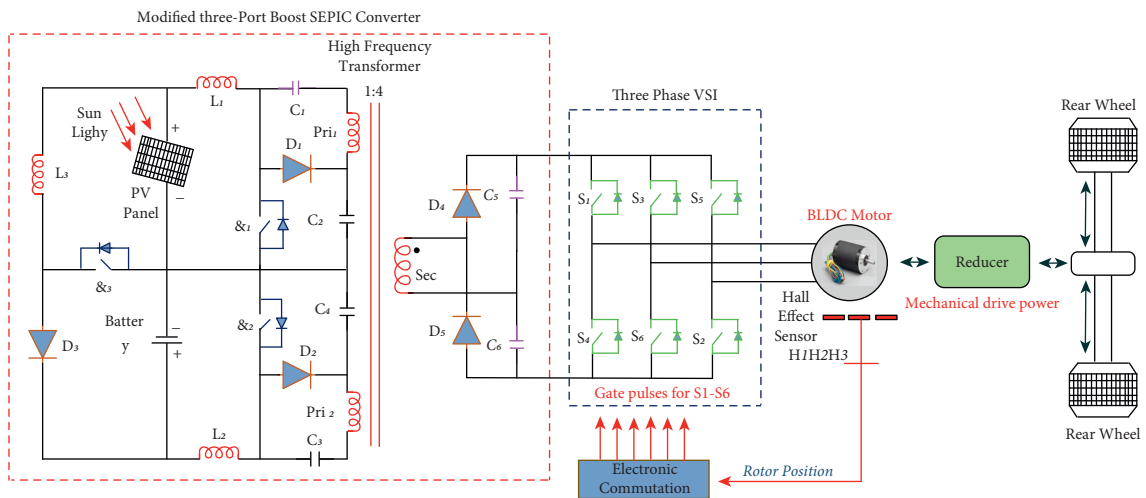 Modified three-Port Boost SEPIC Converter
High Frequency
Transformer
1:4
L1
C1
Pri1
Sun
Lighy
+
D1
L3
PV
Panel
−
C2
&1
&3
C4
&2
Batter
y
−
+
D3
D2
Pri 2
L2
C3
Sec
D4
C5
D5
C6
Three Phase VSI
S1
S3
S5
S4
S6
S2
Gate pulses for S1-S6
Electronic
Commutation
Rotor Position
BLDC Motor
Hall
Effect
Sensor
H1H2H3
Reducer
Mechanical drive power
Rear Wheel
Rear Wheel